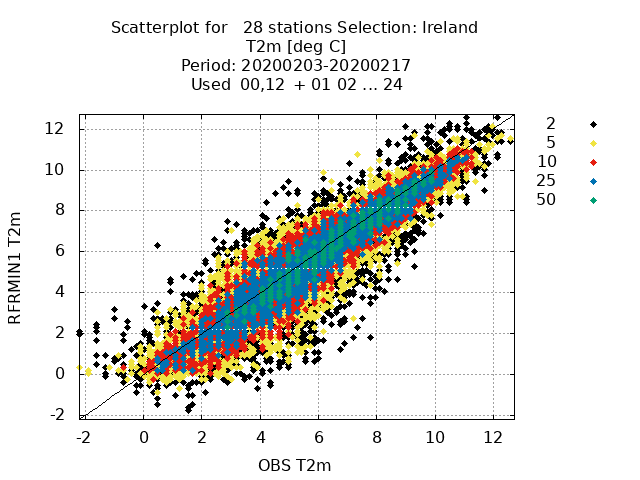 Scatterplot for 28 stations Selection: Ireland
T2m [deg C]
Period: 20200203-20200217
Used 00,12 + 01 02 ... 24
2
5
10
25
50
12
10
8
6
4
2
0
-2
RFRMIN1 T2m
-2 0 2 4 6 8 10 12
OBS T2m